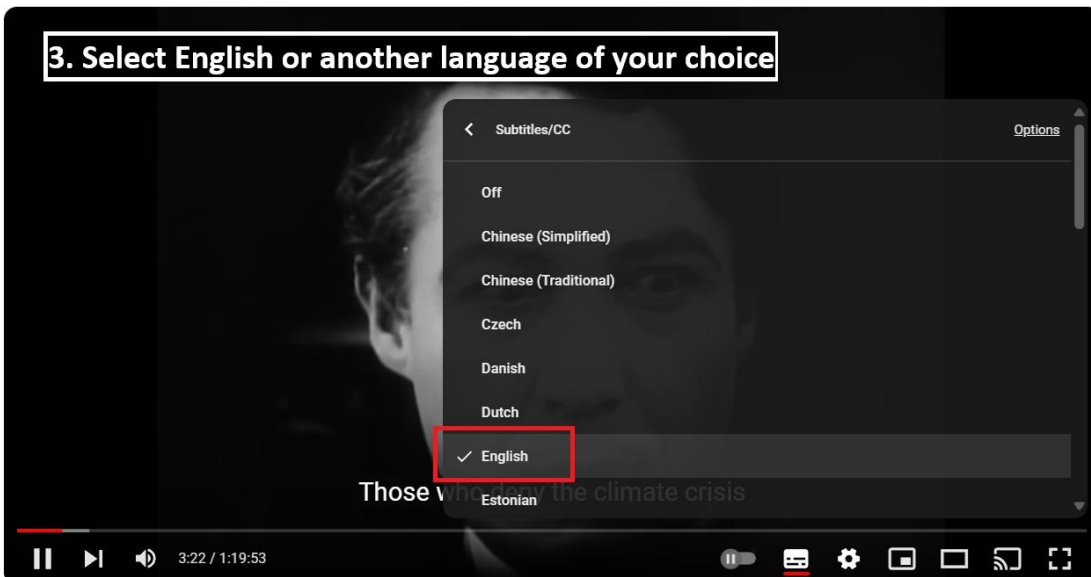 3. Select English or another language of your choice
Subtitles/CC
Options
Off
Chinese (Simplified)
Chinese (Traditional)
Czech
Danish
Dutch
English
Estonian
Those who deny the climate crisis
3:22 / 1:19:53